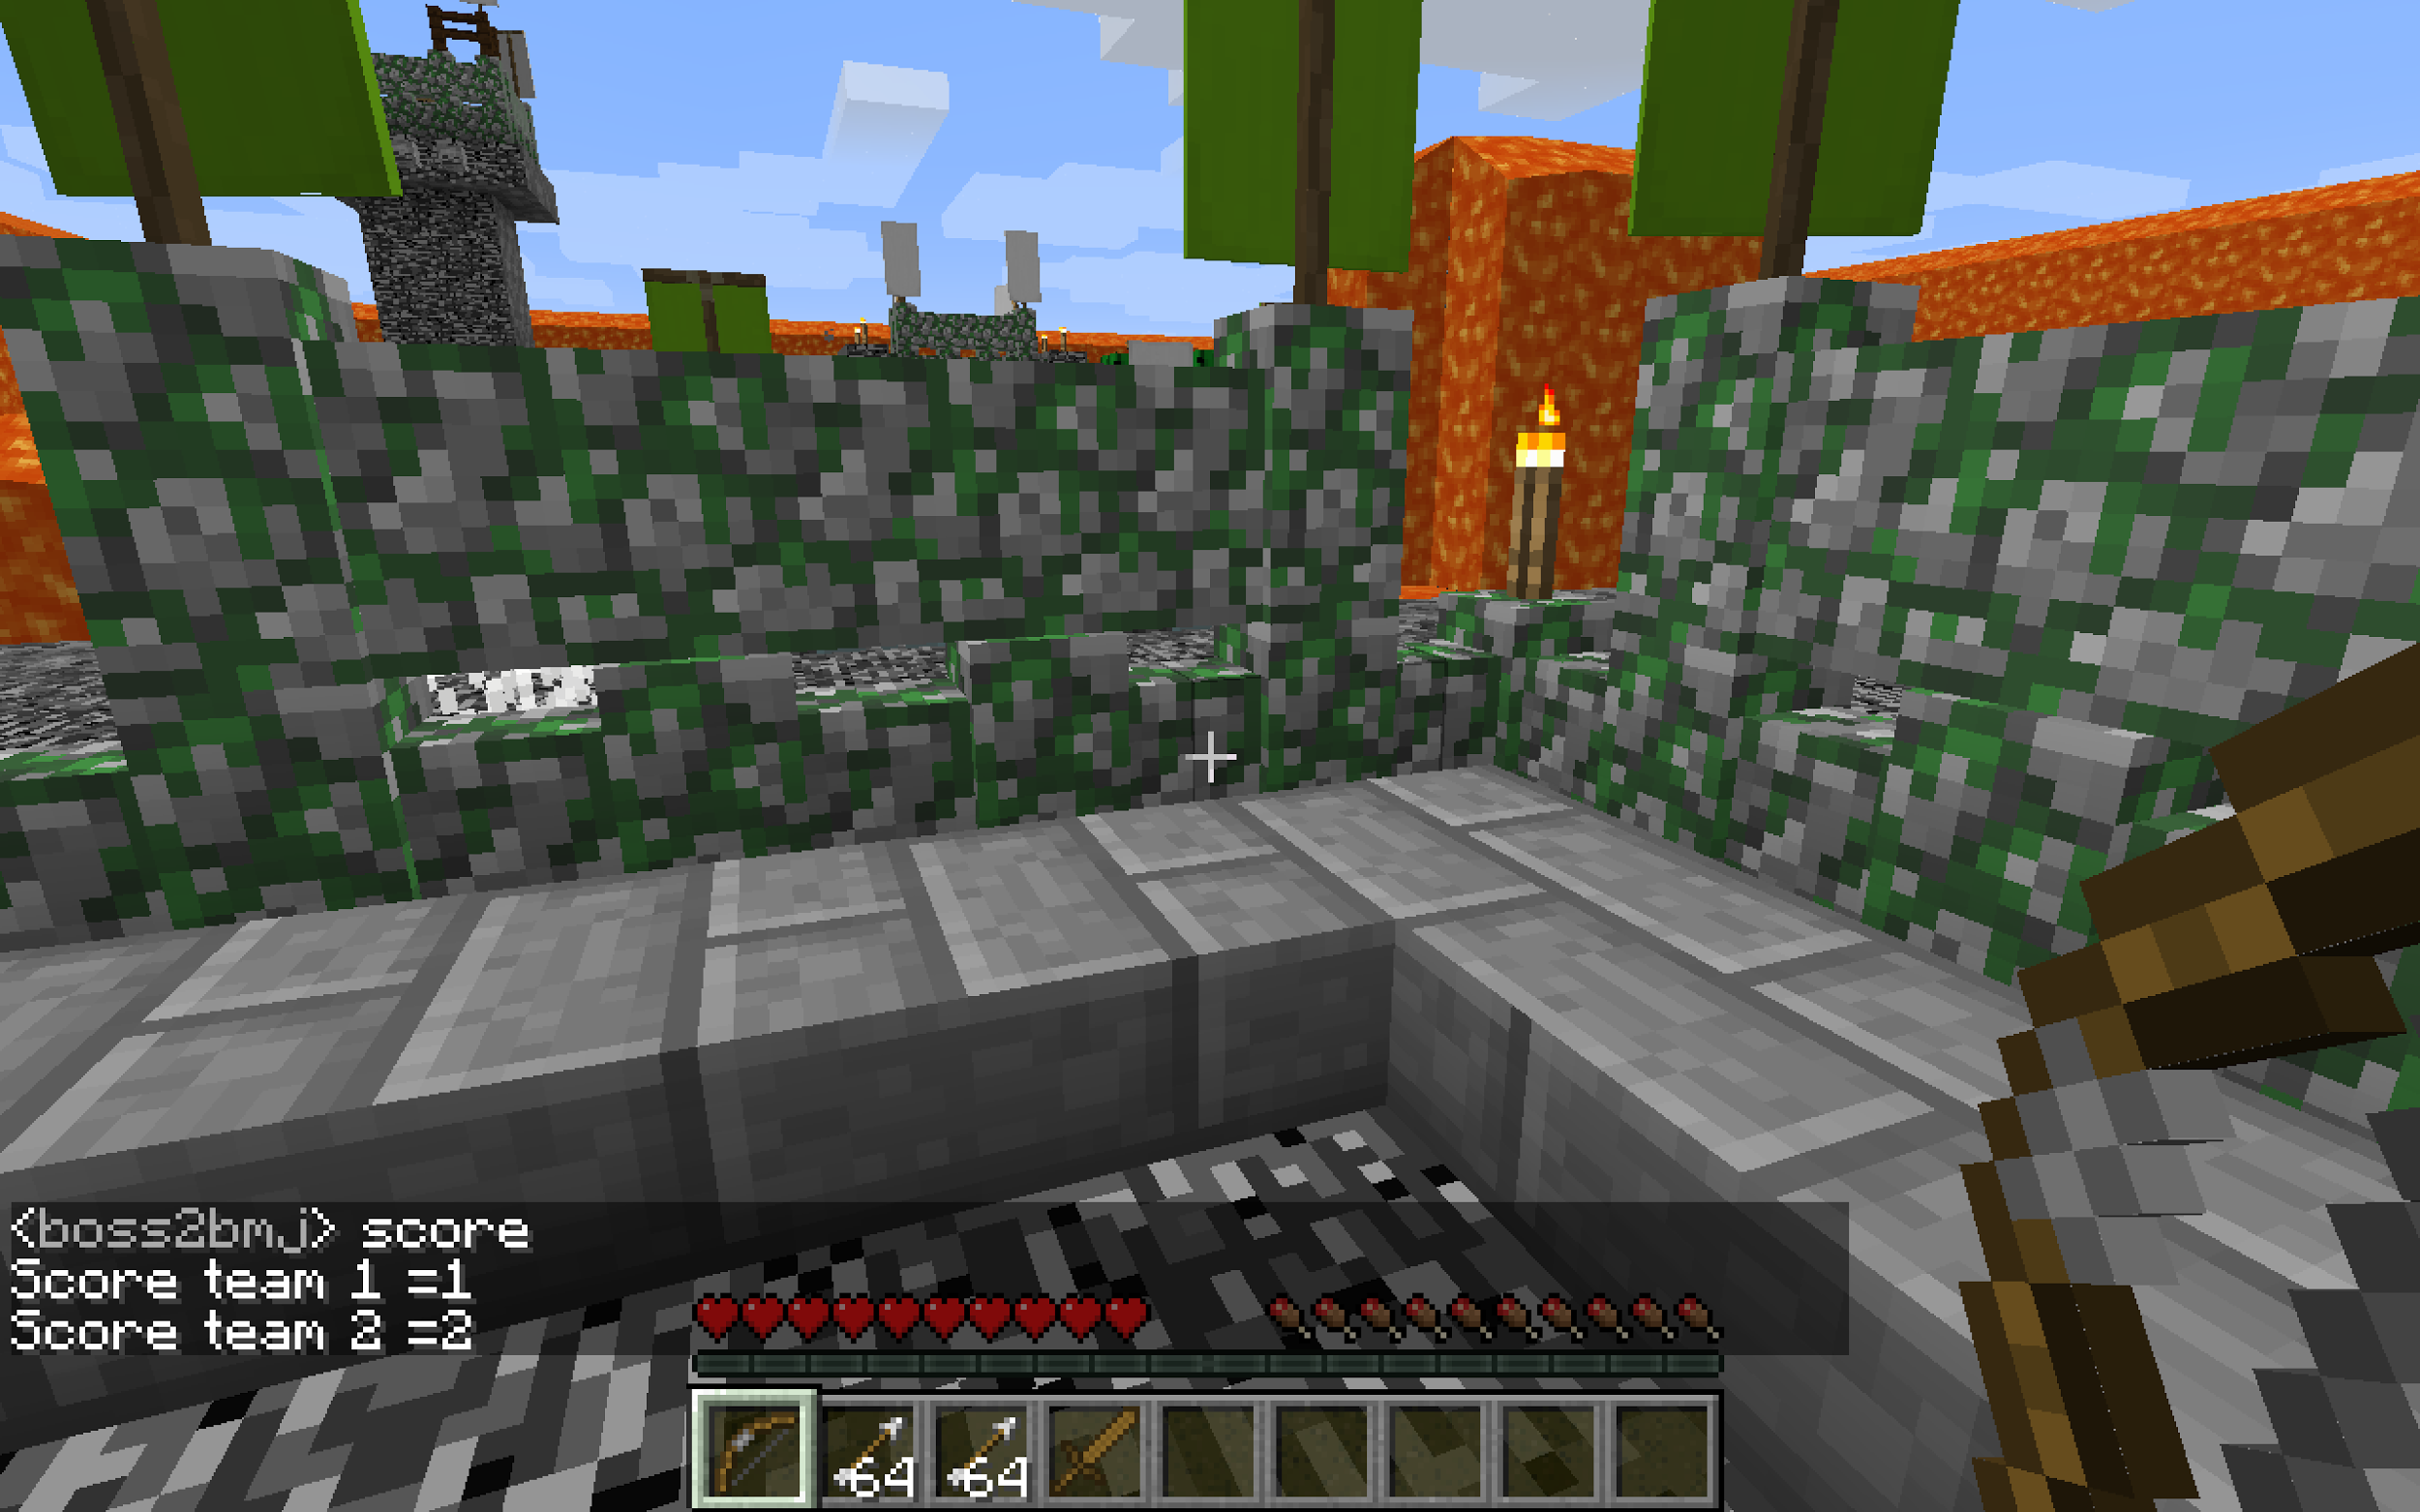 <boss2bmj> score
Score team 1 =1
Score team 2 =2
64 64